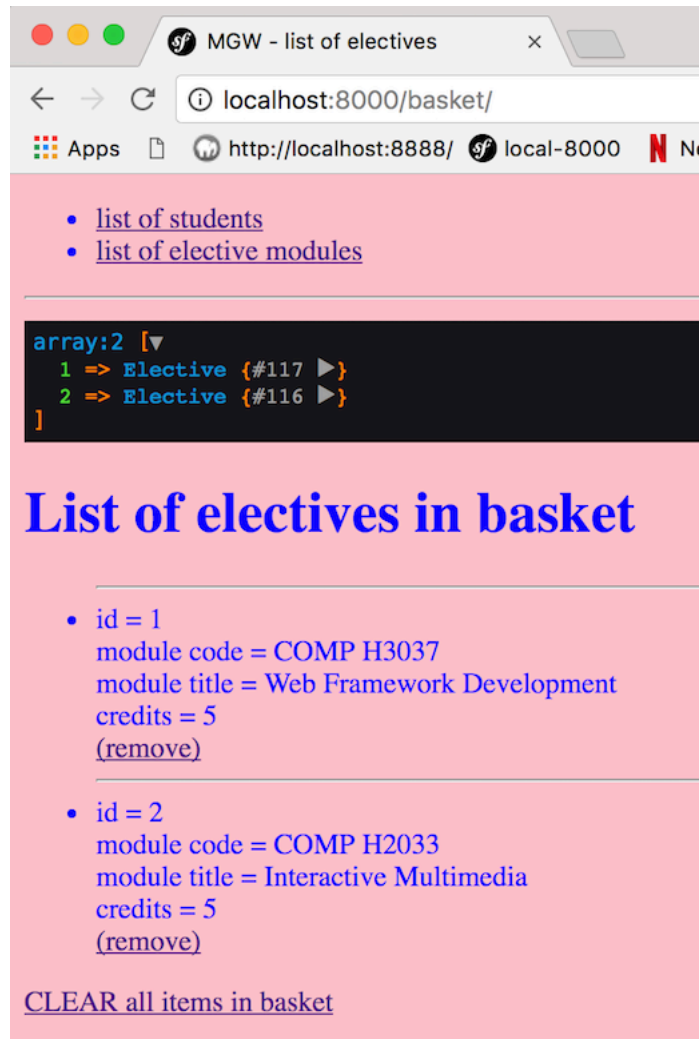 MGW - list of electives
localhost:8000/basket/
Apps http://localhost:8888/ local-8000
list of students
list of elective modules
array:2 [▼
1 => Elective {#117 ▶}
2 => Elective {#116 ▶}
]
List of electives in basket
id = 1
module code = COMP H3037
module title = Web Framework Development
credits = 5
(remove)
id = 2
module code = COMP H2033
module title = Interactive Multimedia
credits = 5
(remove)
CLEAR all items in basket